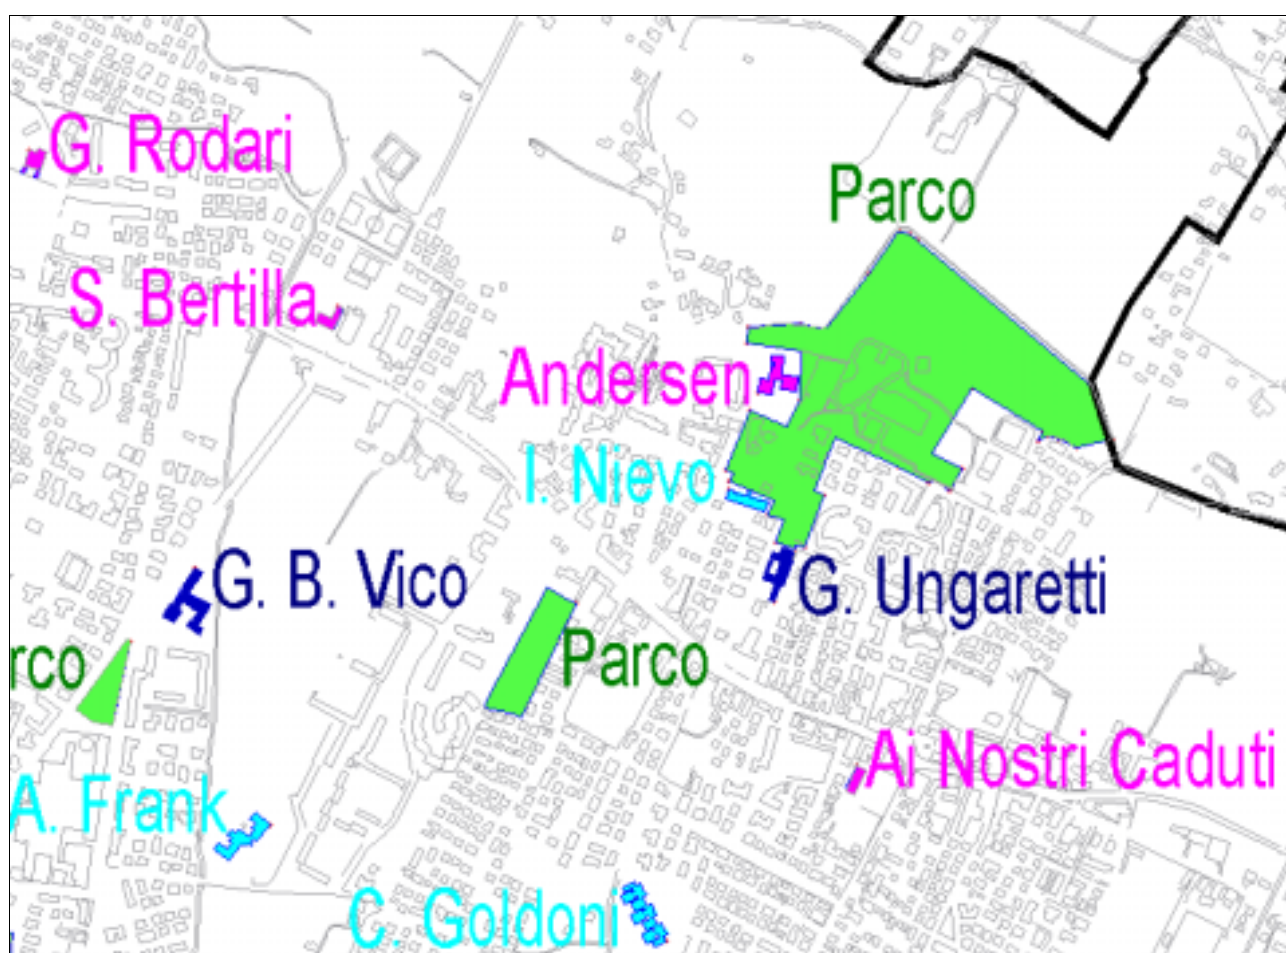 G. Rodari
Parco
S. Bertilla
Andersen
I. Nievo
G. B. Vico
G. Ungaretti
rco
Parco
Ai Nostri Caduti
A. Frank
C. Goldoni